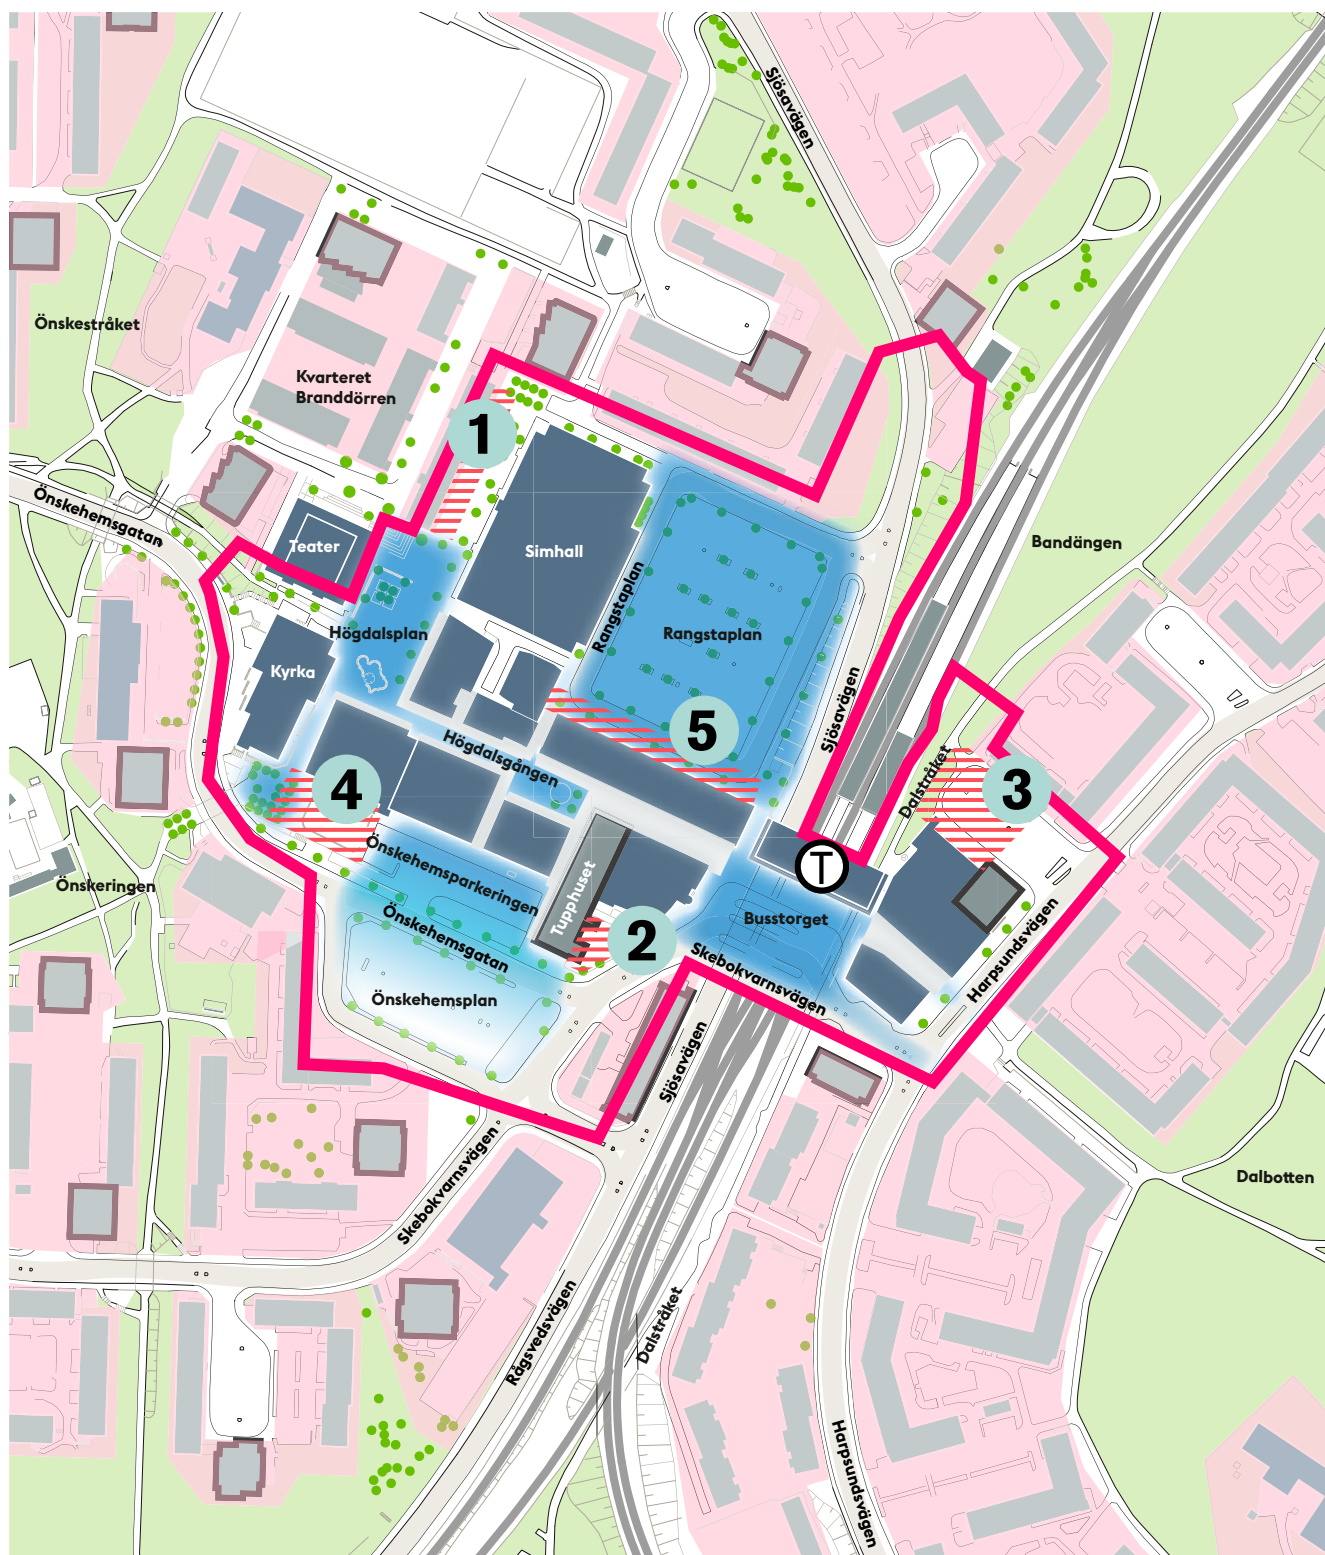 Sjösavägen
Önskestråket
Kvarteret
Branddörren
1
Önskehemsgatan
Teater
Simhall
Bandängen
Rangstaplan
Högdalsplan
Rangstaplan
Kyrka
Sjösavägen
5
Högdalsgången
Dalstråket
3
4
Önskehemsparkeringen
T
Önskeringen
Tupphuset
Önskehemsgatan
Busstorget
2
Skebokvarnsvägen
Harpsundsvägen
Önskehemsplan
Sjösavägen
Skebokvarnsvägen
Dalbotten
Rågsvedsvägen
Dalstråket
Harpsundsvägen